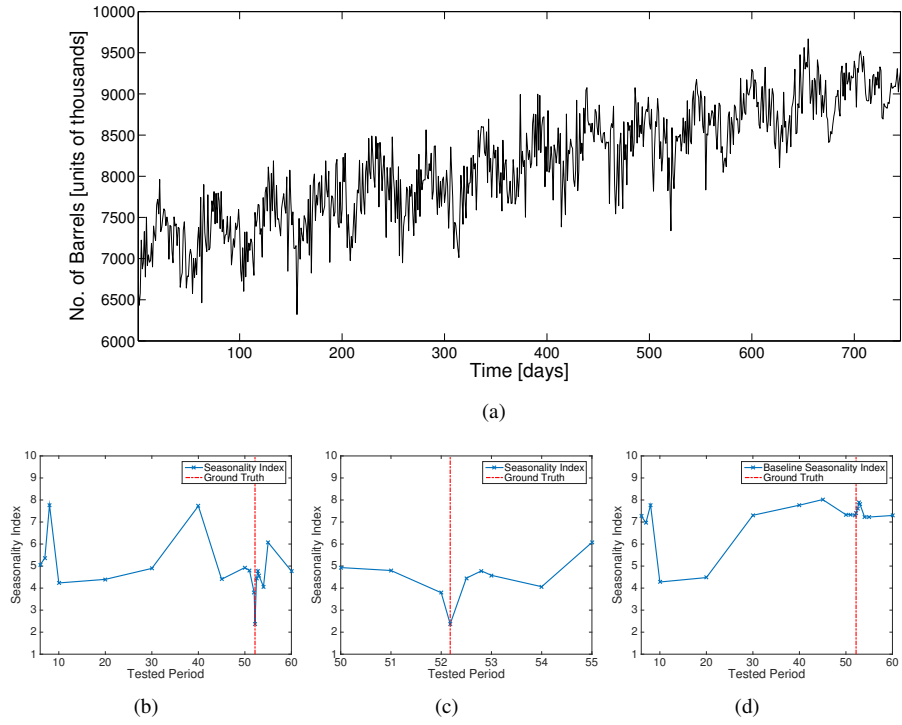 10000
9500
9000
8500
8000
7500
7000
6500
6000
No. of Barrels [units of thousands]
100 200 300 400 500 600 700
Time [days]
(a)
10
9
8
7
6
5
4
3
2
1
Seasonality Index
Seasonality Index
Ground Truth
10 20 30 40 50 60
Tested Period
(b)
10
9
8
7
6
5
4
3
2
1
Seasonality Index
Seasonality Index
Ground Truth
50 51 52 53 54 55
Tested Period
(c)
10
9
8
7
6
5
4
3
2
1
Seasonality Index
Baseline Seasonality Index
Ground Truth
10 20 30 40 50 60
Tested Period
(d)